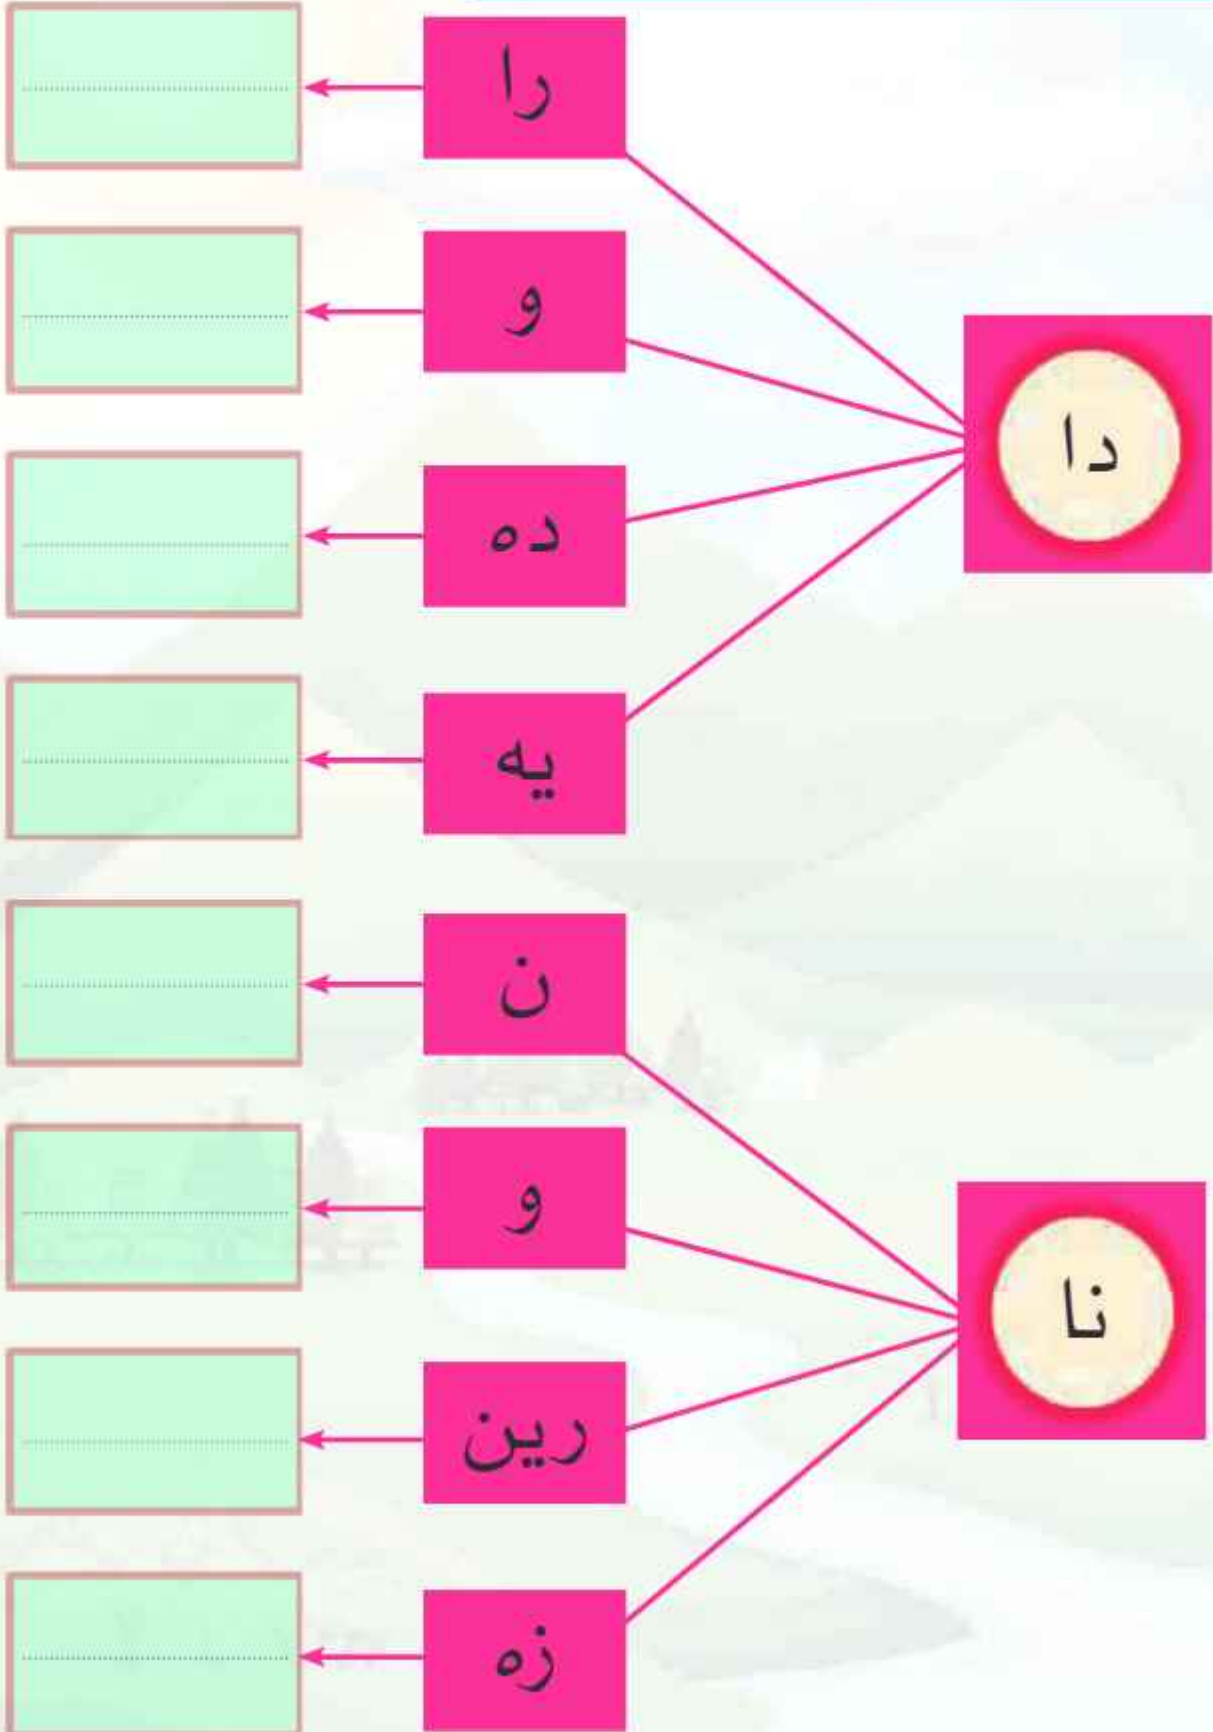 دا
را
و
ده
یه
نا
ن
و
رین
زه